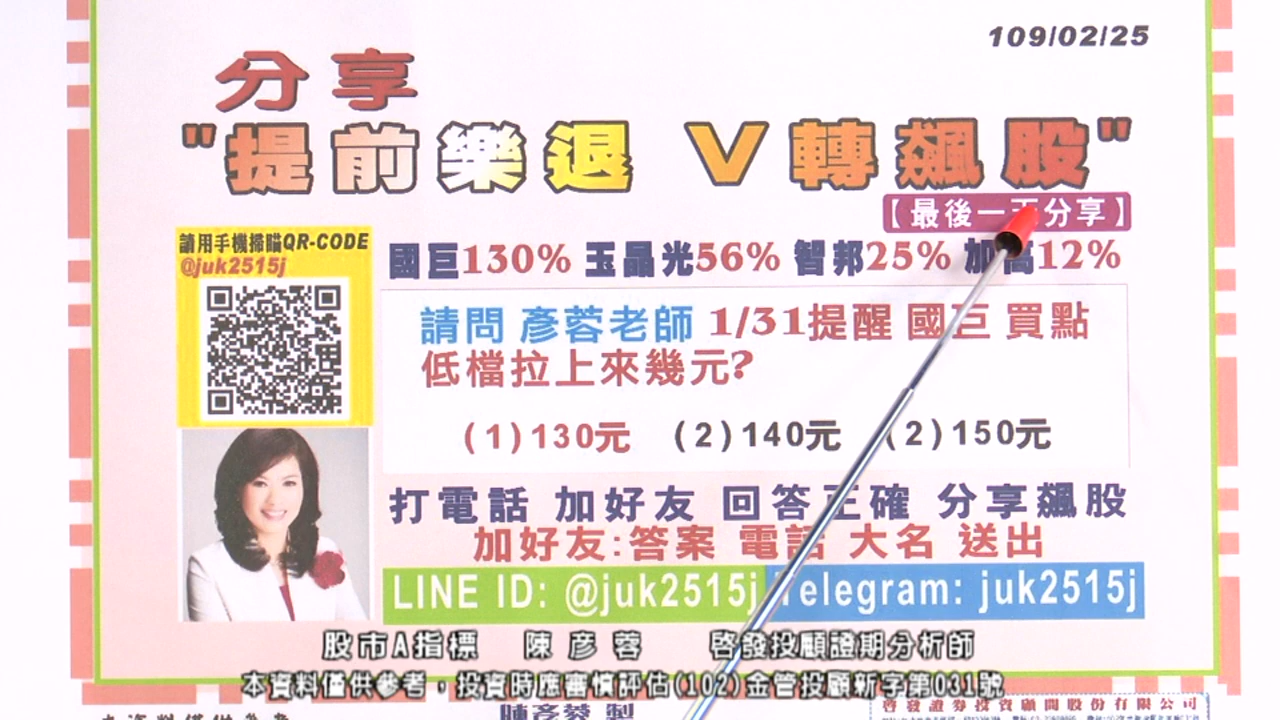 109/02/25
分享
"提前樂退 V轉飆股"
【最後一天分享】
請用手機掃瞄QR-CODE
@juk2515j
國巨130% 玉晶光56% 智邦25% 加高12%
請問 彥蓉老師 1/31提醒 國巨 買點
低檔拉上來幾元?
(1)130元 (2)140元 (2)150元
打電話 加好友 回答正確 分享飆股
加好友:答案 電話 大名 送出
LINE ID: @juk2515j Telegram: juk2515j
股市A指標 陳彥蓉 啓發投顧證期分析師
本資料僅供參考，投資時應審慎評估(102)金管投顧新字第031號
陳彥蓉 製
啓發證券投資顧問股份有限公司